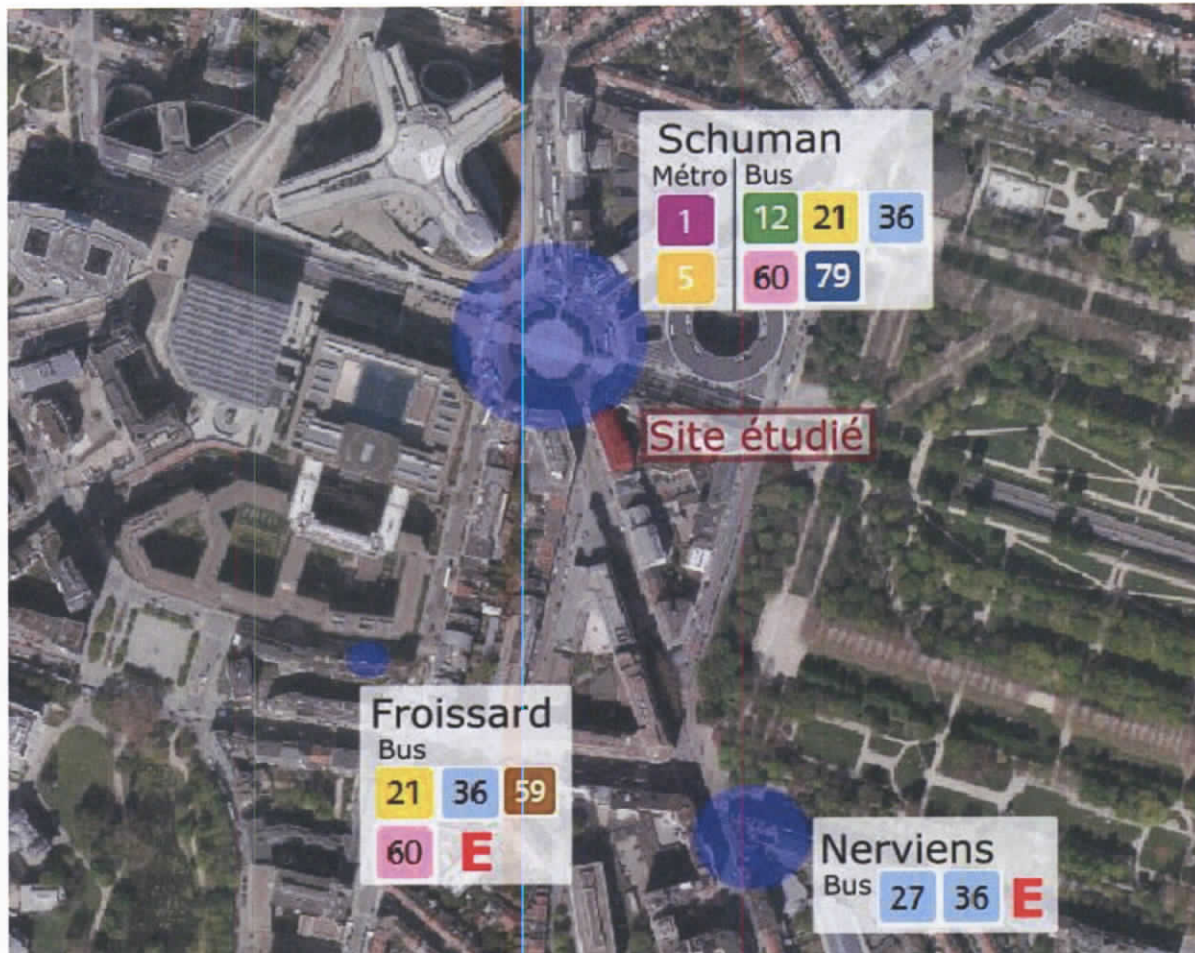 Schuman
Métro Bus
1 12 21 36
5 60 79
Site étudié
Froissard
Bus
21 36 59
60 E
Nerviens
Bus 27 36 E